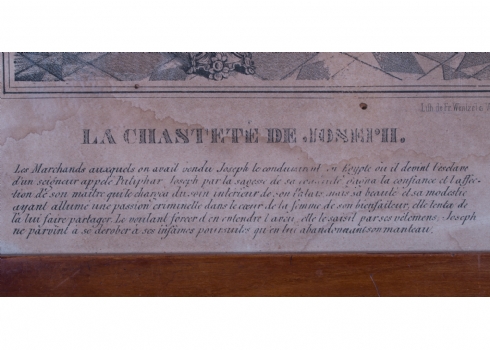 Lith de Fr. Wentzel à
LA CHASTETÉ DE JOSEPH.
Les Marchands auxquels on avait vendu Joseph le conduisirent en Egypte où il devint l'esclave
d'un seigneur appelé Putiphar. Joseph par la sagesse de sa conduite gagna la confiance et l'affec-
tion de son maître qui le chargea du soin intérieur de son Palais, mais sa beauté et sa modestie
ayant allumé une passion criminelle dans le cœur de la femme de son bienfaiteur, elle tenta de
la lui faire partager. Le voulant forcer d'en entendre l'aveu, elle le saisit par ses vêtemens, Joseph
ne parvint à se dérober à ses infâmes poursuites qu'en lui abandonnant son manteau.